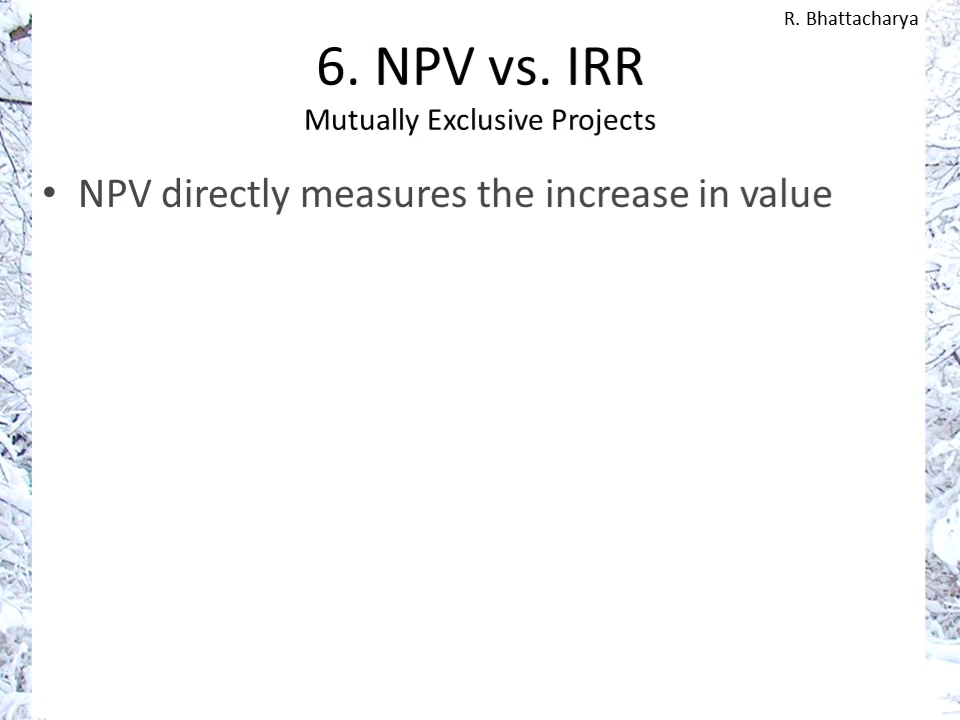 R. Bhattacharya
6. NPV vs. IRR
Mutually Exclusive Projects
• NPV directly measures the increase in value